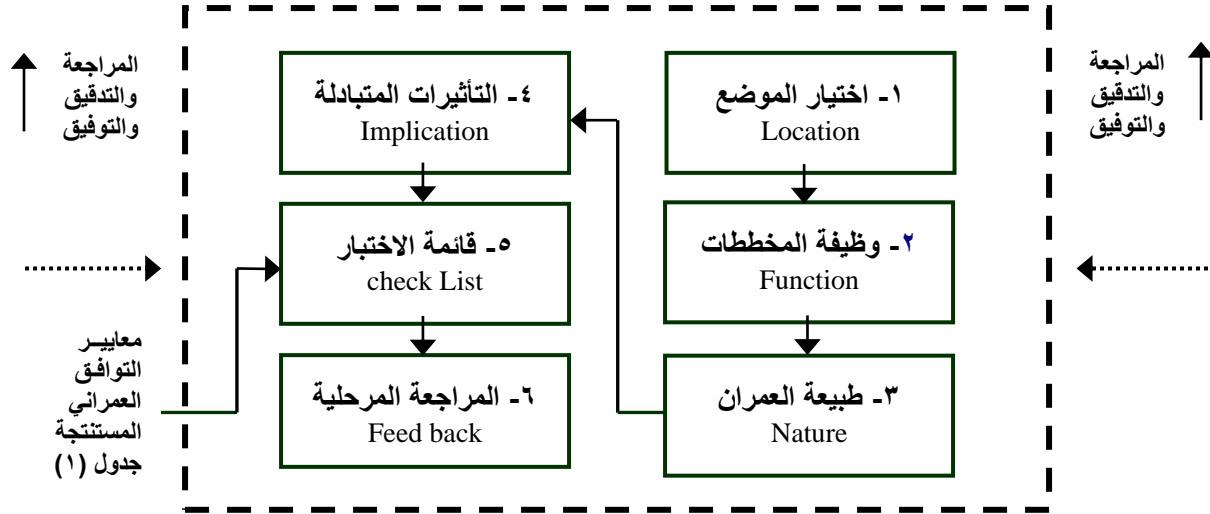 المراجعة
والتدقيق
والتوفيق
١- اختيار الموضع
Location
٢- وظيفة المخططات
Function
٣- طبيعة العمران
Nature
٤- التأثيرات المتبادلة
Implication
٥- قائمة الاختبار
check List
٦- المراجعة المرحلية
Feed back
المراجعة
والتدقيق
والتوفيق
معاييـر
التوافـق
العمراني
المستنتجة
جدول (١)